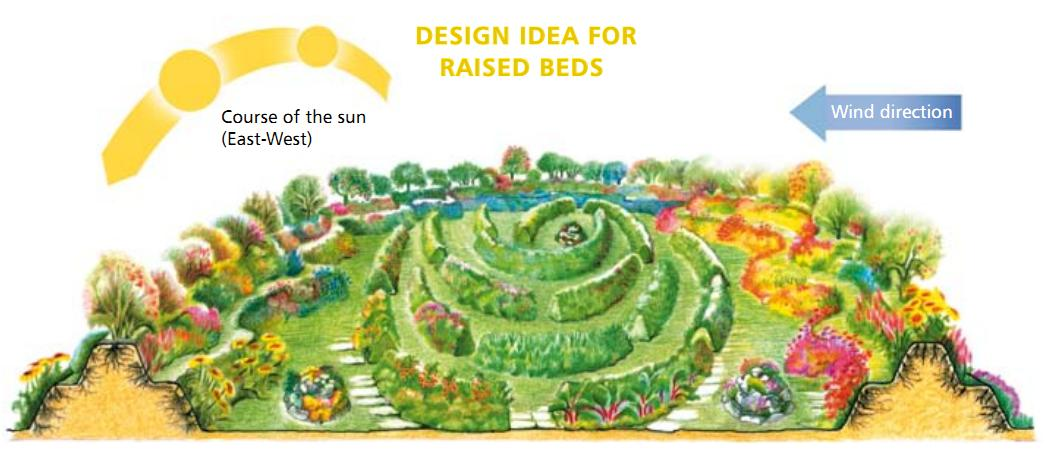 DESIGN IDEA FOR
RAISED BEDS
Course of the sun
(East-West)
Wind direction